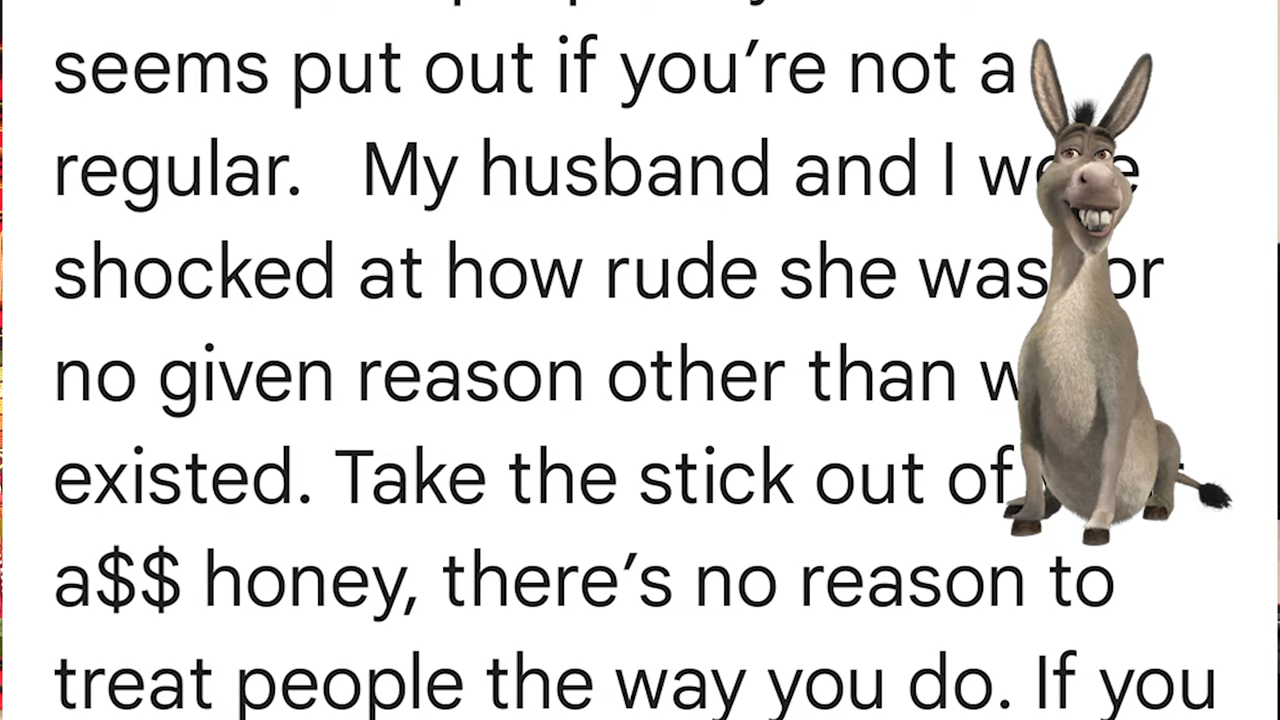 seems put out if you’re not a
regular. My husband and I
shocked at how rude she was
no given reason other than
existed. Take the stick out of
a$$ honey, there’s no reason to
treat people the way you do. If you